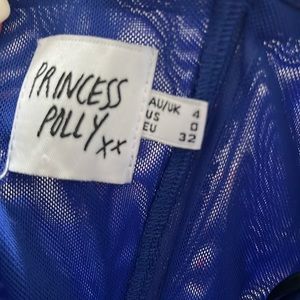 PRINCESS
POLLY
xx
AU/UK 4
US 0
EU 32